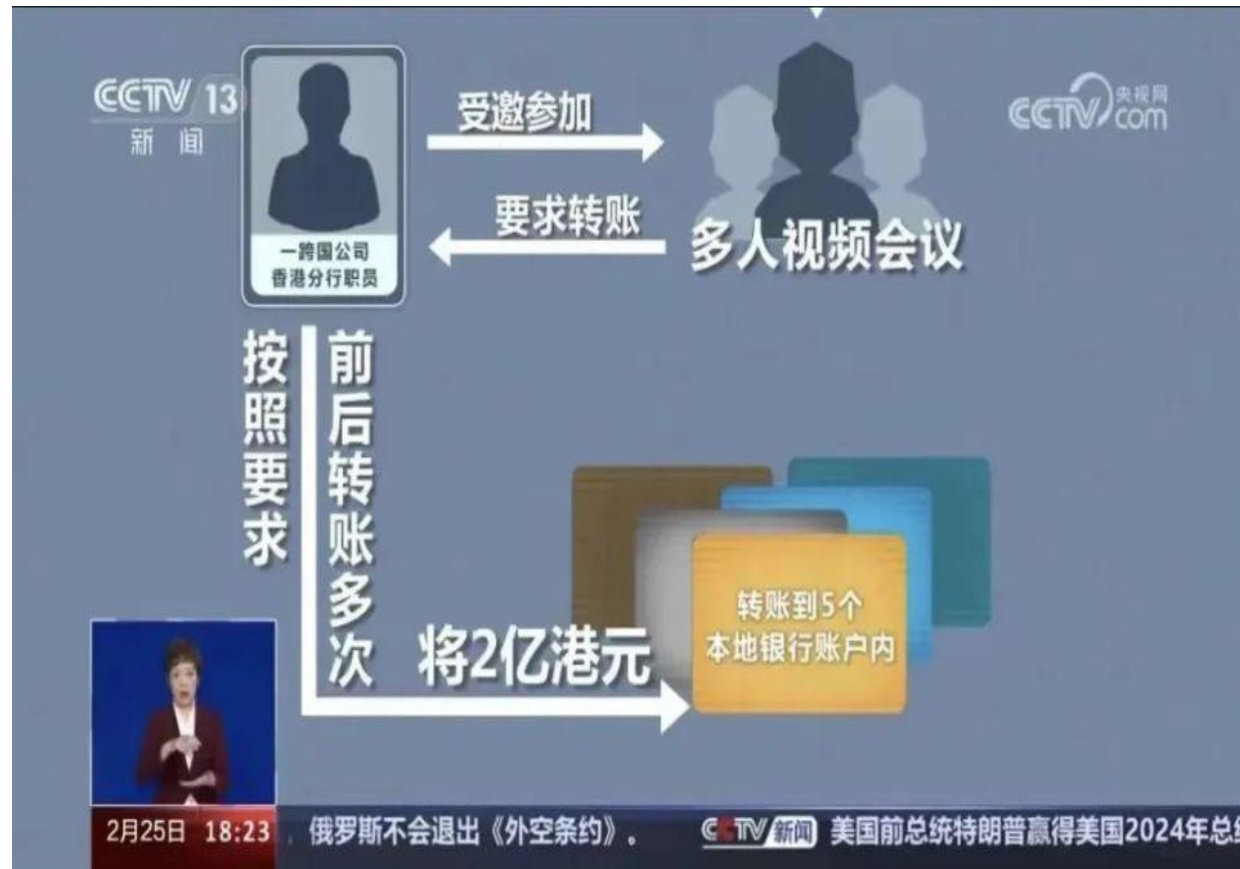 CCTV 13
新闻
受邀参加
要求转账
多人视频会议
央视网
CCTV com
一跨国公司
香港分行职员
按照要求
前后转账多次
将2亿港元
转账到5个
本地银行账户内
2月25日 18:23
，俄罗斯不会退出《外空条约》。
CCTV 新闻
美国前总统特朗普赢得美国2024年总